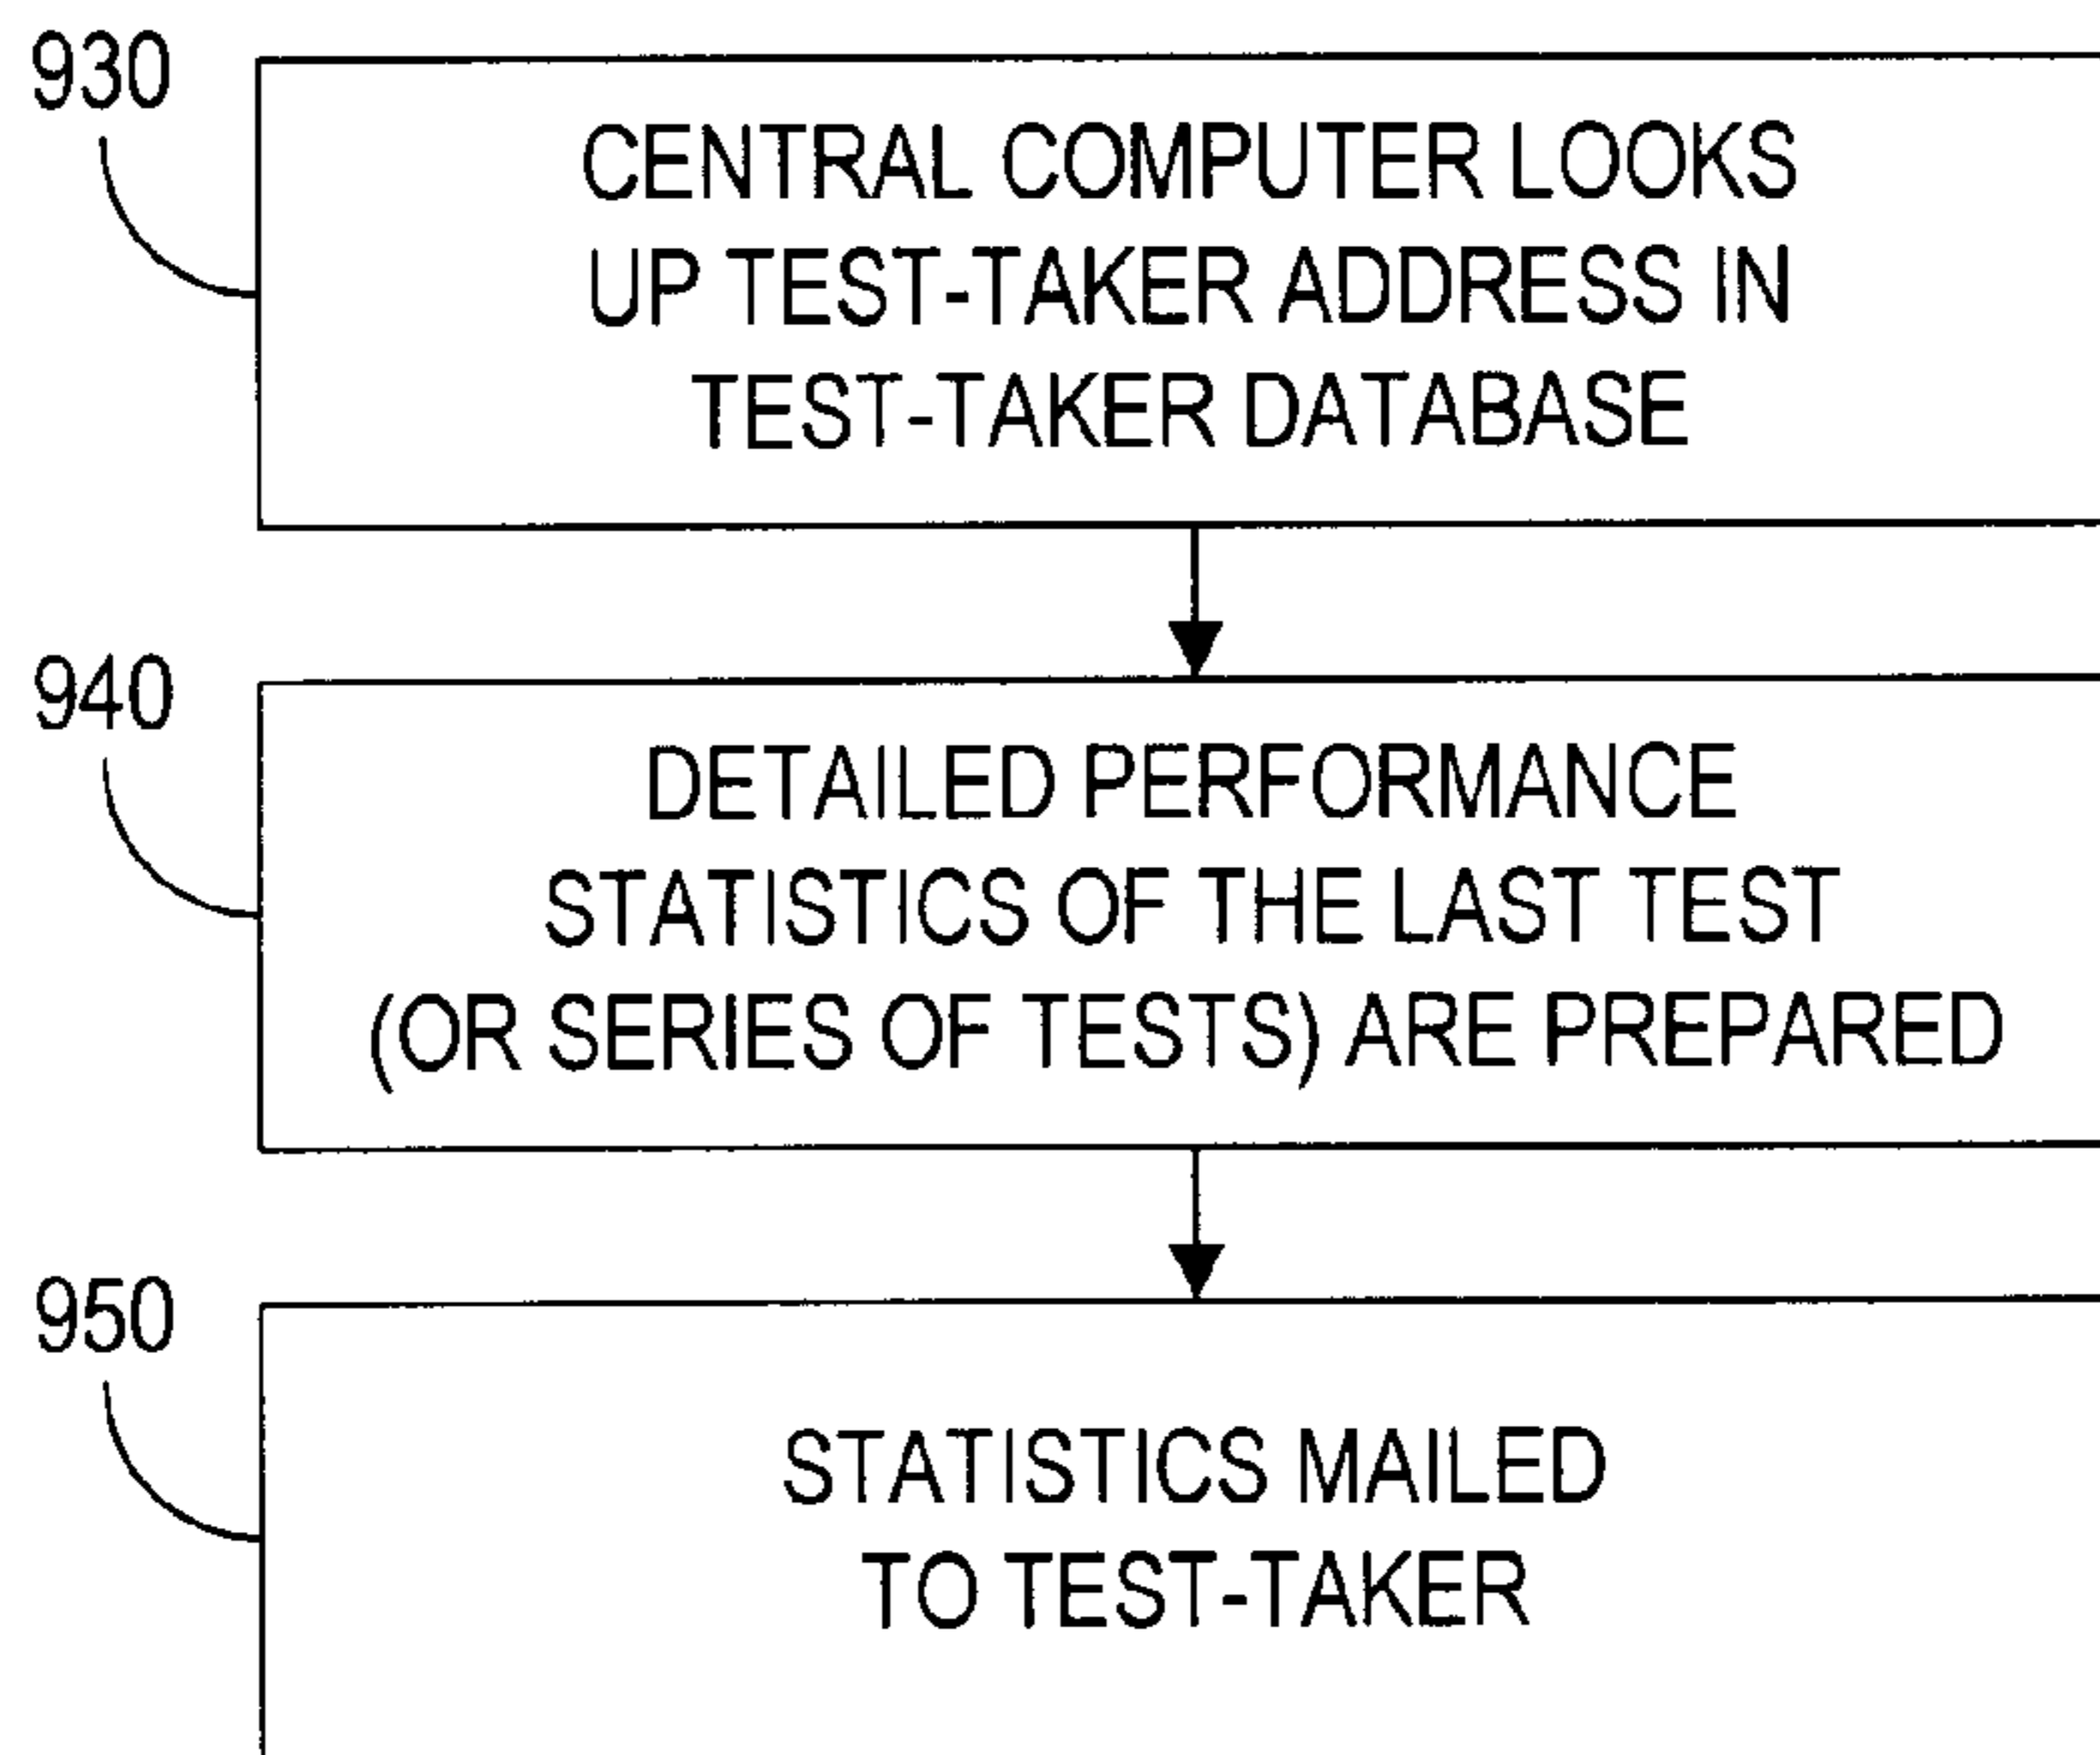 930
CENTRAL COMPUTER LOOKS
UP TEST-TAKER ADDRESS IN
TEST-TAKER DATABASE
940
DETAILED PERFORMANCE
STATISTICS OF THE LAST TEST
(OR SERIES OF TESTS) ARE PREPARED
950
STATISTICS MAILED
TO TEST-TAKER